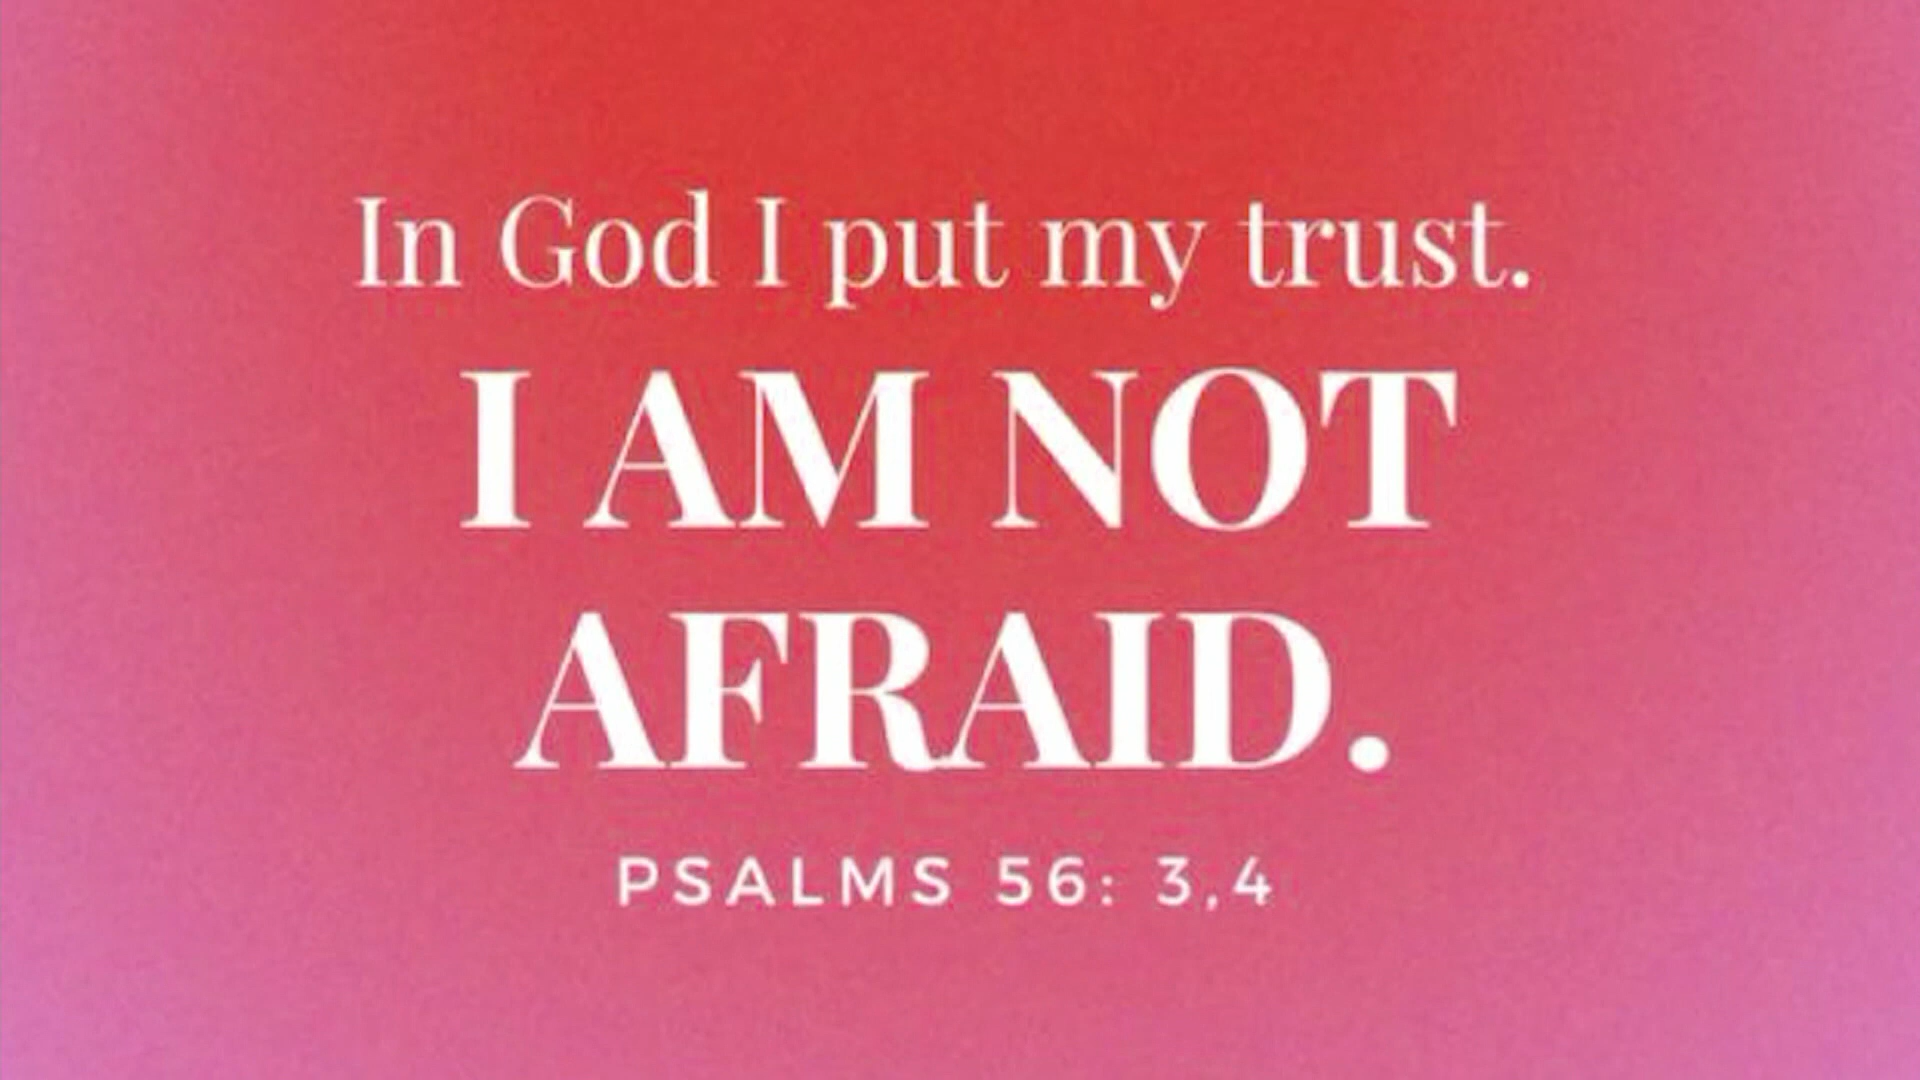 In God I put my trust.
I AM NOT
AFRAID.
PSALMS 56: 3,4